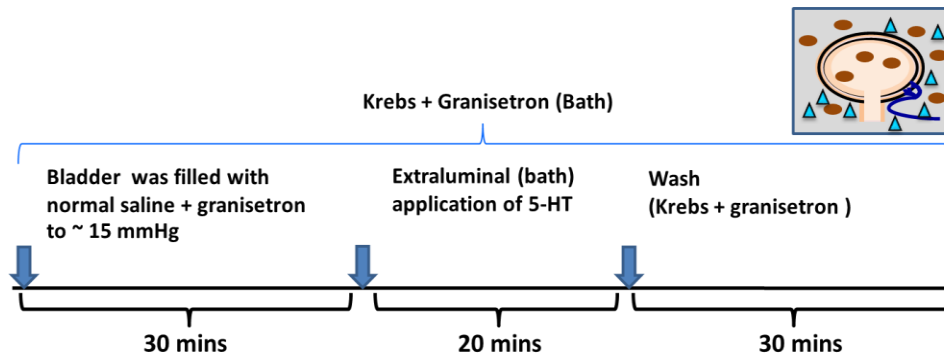 Krebs + Granisetron (Bath)
Bladder was filled with
normal saline + granisetron
to ~ 15 mmHg
Extraluminal (bath)
application of 5-HT
Wash
(Krebs + granisetron )
30 mins
20 mins
30 mins